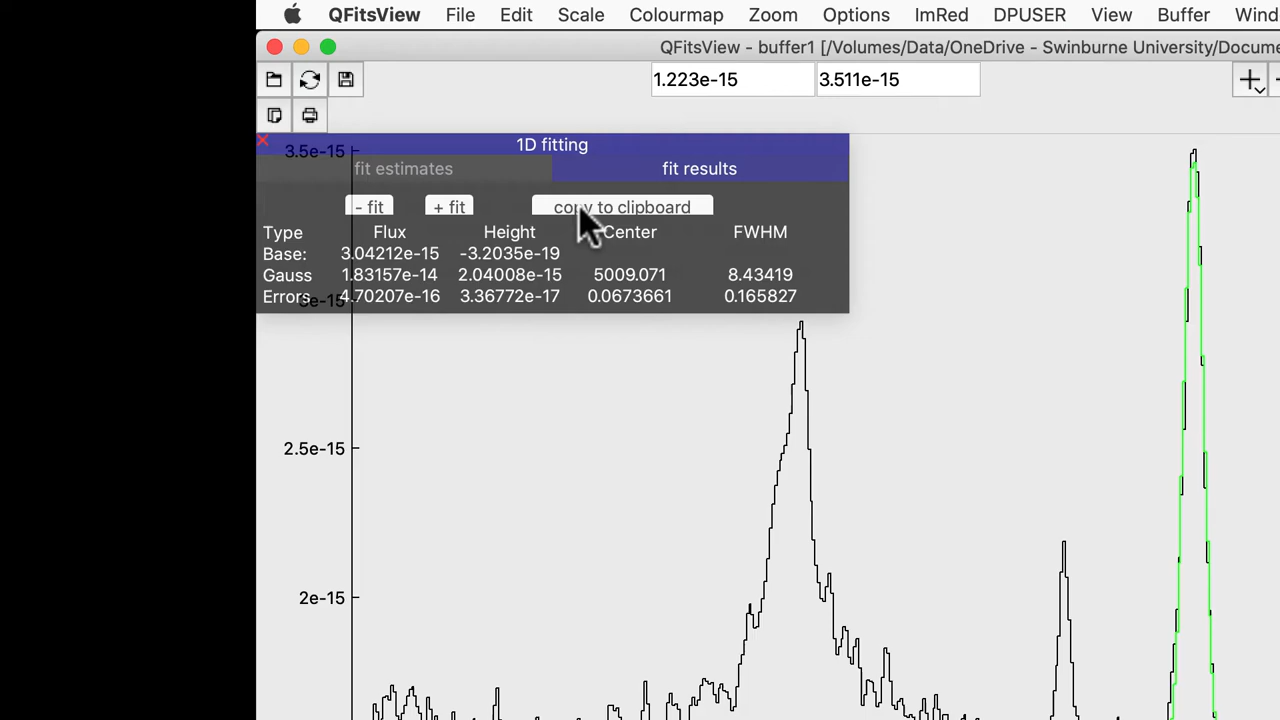 QFitsView File Edit Scale Colourmap Zoom Options ImRed DPUSER View Buffer Wind
QFitsView - buffer1 [/Volumes/Data/OneDrive - Swinburne University/Docume
1.223e-15 3.511e-15
1D fitting
3.5e-15
fit estimates fit results
- fit + fit copy to clipboard
Type Flux Height Center FWHM
Base: 3.04212e-15 -3.2035e-19
Gauss 1.83157e-14 2.04008e-15 5009.071 8.43419
Errors 4.70207e-16 3.36772e-17 0.0673661 0.165827
3e-15
2.5e-15
2e-15